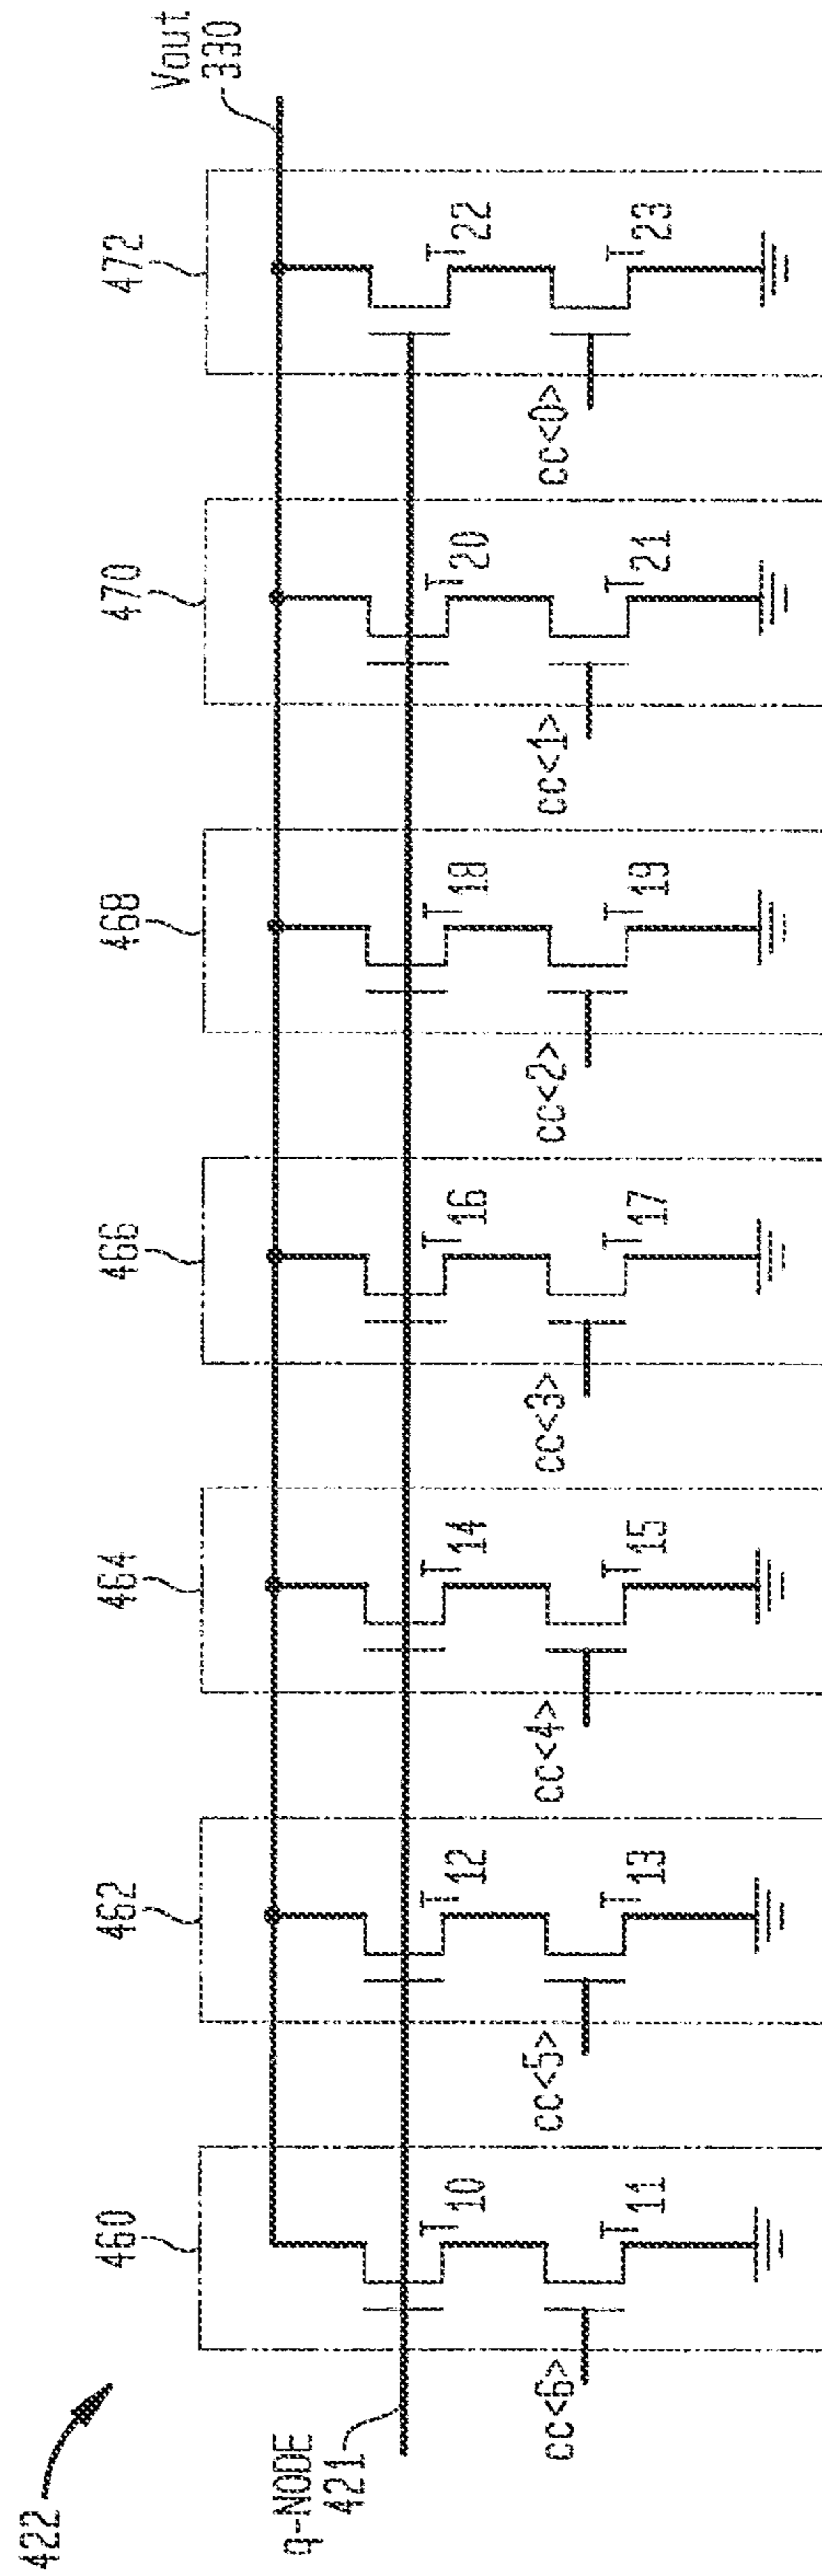 422
460
462
464
466
468
470
472
Vout
330
q-NODE
421
T10
T12
T14
T16
T18
T20
T22
cc<6>
cc<5>
cc<4>
cc<3>
cc<2>
cc<1>
cc<0>
T11
T13
T15
T17
T19
T21
T23